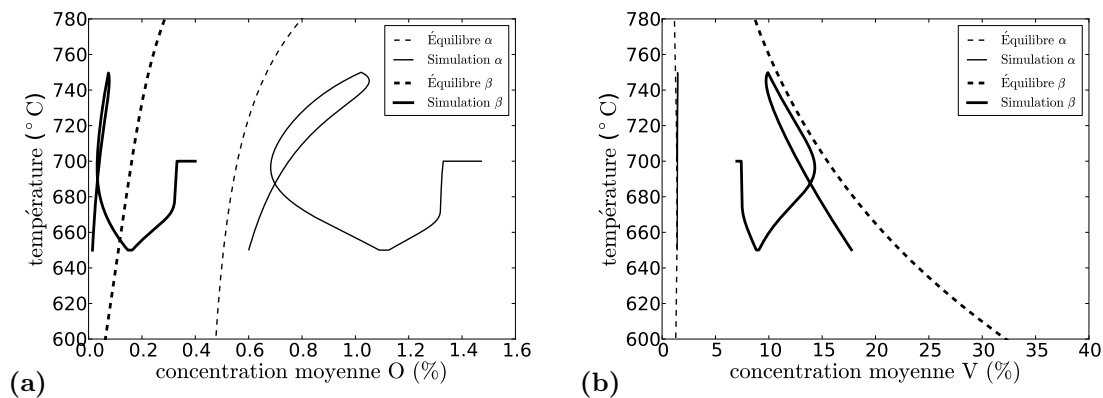 780
760
740
720
700
680
660
640
620
600
température (°C)
0.0 0.2 0.4 0.6 0.8 1.0 1.2 1.4 1.6
concentration moyenne O (%)
Équilibre α
Simulation α
Équilibre β
Simulation β
(a)
780
760
740
720
700
680
660
640
620
600
température (°C)
0 5 10 15 20 25 30 35 40
concentration moyenne V (%)
Équilibre α
Simulation α
Équilibre β
Simulation β
(b)